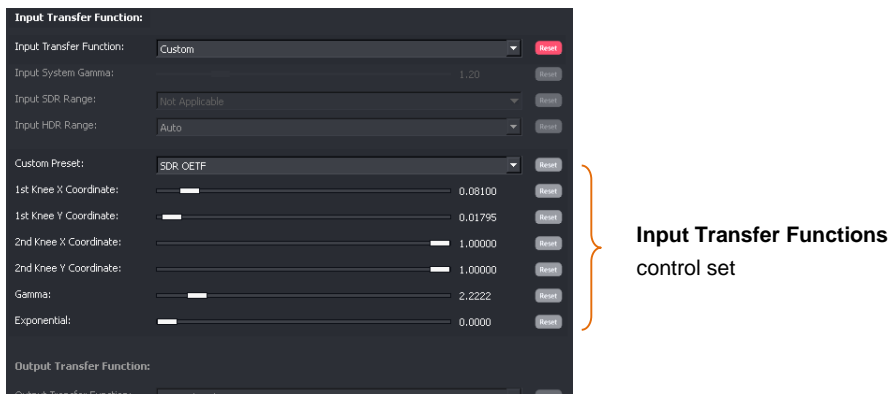 Input Transfer Function:
Input Transfer Function: Custom Reset
Input System Gamma: 1.20 Reset
Input SDR Range: Not Applicable Reset
Input HDR Range: Auto Reset
Custom Preset: SDR OETF Reset
1st Knee X Coordinate: 0.08100 Reset
1st Knee Y Coordinate: 0.01795 Reset
2nd Knee X Coordinate: 1.00000 Reset
2nd Knee Y Coordinate: 1.00000 Reset
Gamma: 2.2222 Reset
Exponential: 0.0000 Reset
Input Transfer Functions
control set
Output Transfer Function:
Output Transfer Function: